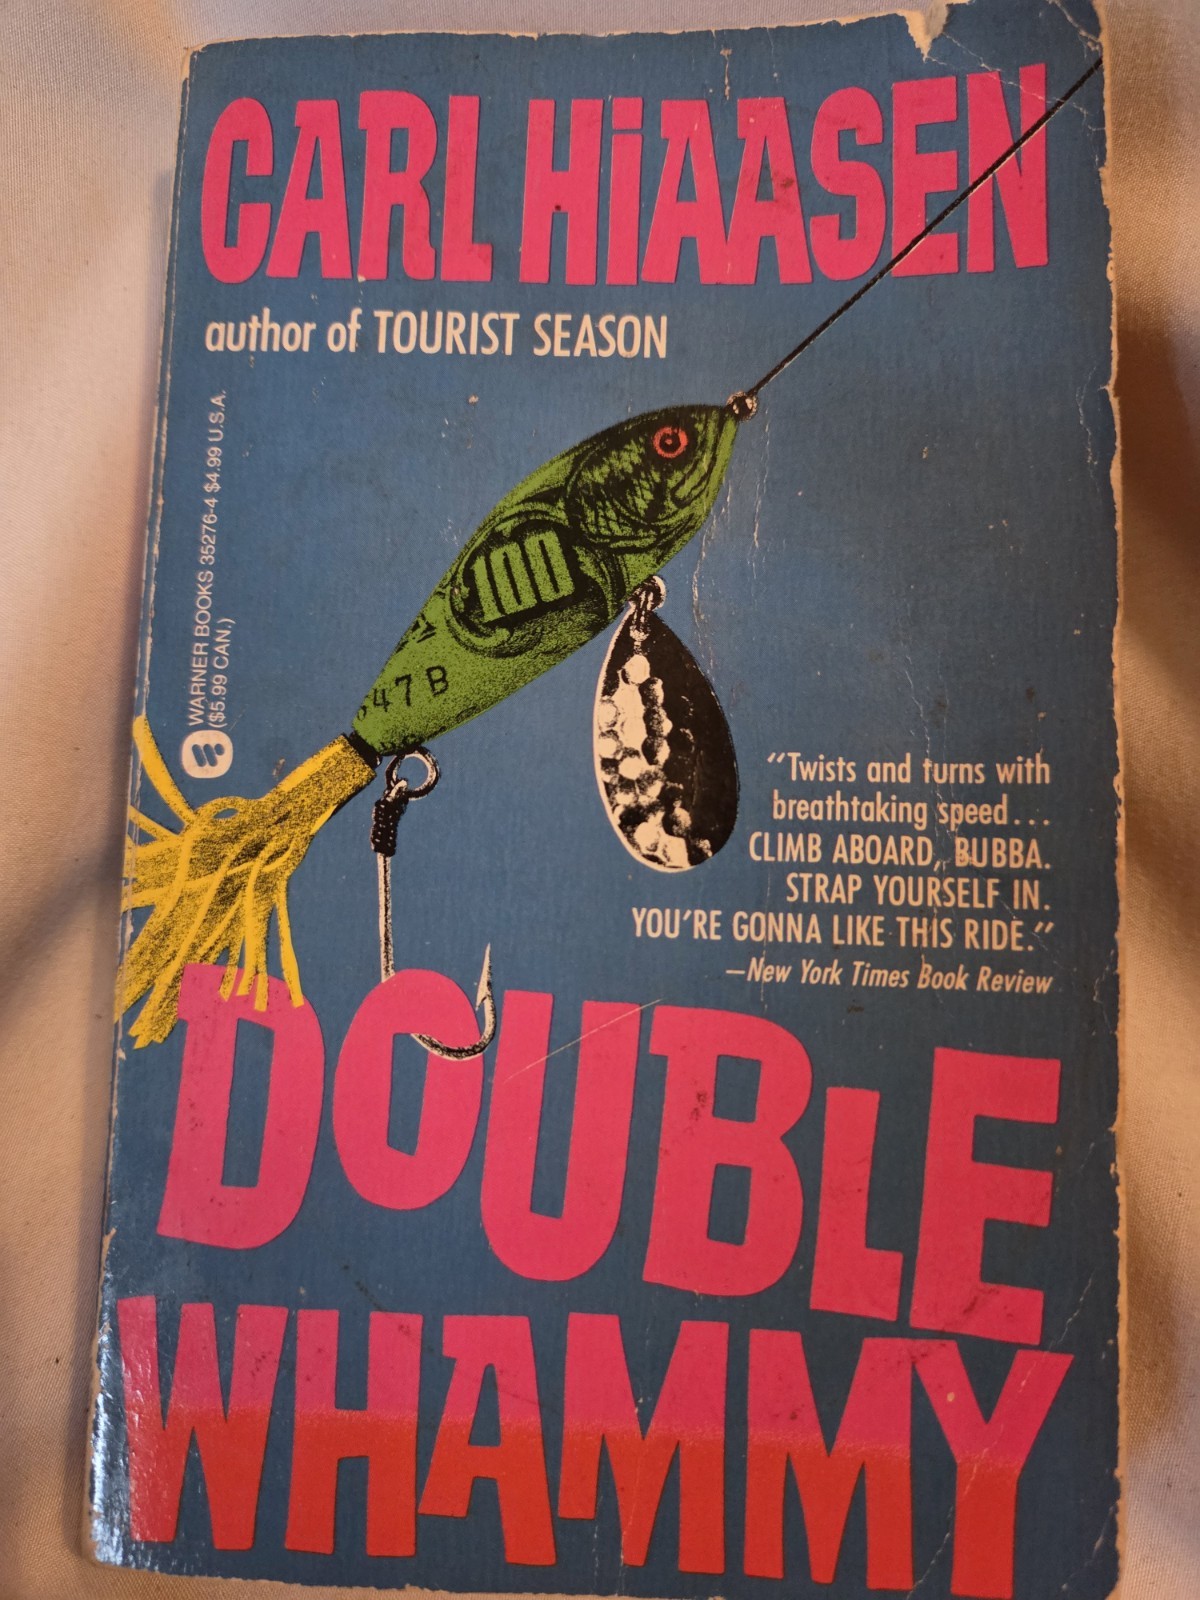 CARL HiAASEN
author of TOURIST SEASON
WARNER BOOKS 35276-4 $4.99 U.S.A.
($5.99 CAN.)
100
47 B
"Twists and turns with
breathtaking speed...
CLIMB ABOARD, BUBBA.
STRAP YOURSELF IN.
YOU'RE GONNA LIKE THIS RIDE."
—New York Times Book Review
DOUBLE
WHAMMY